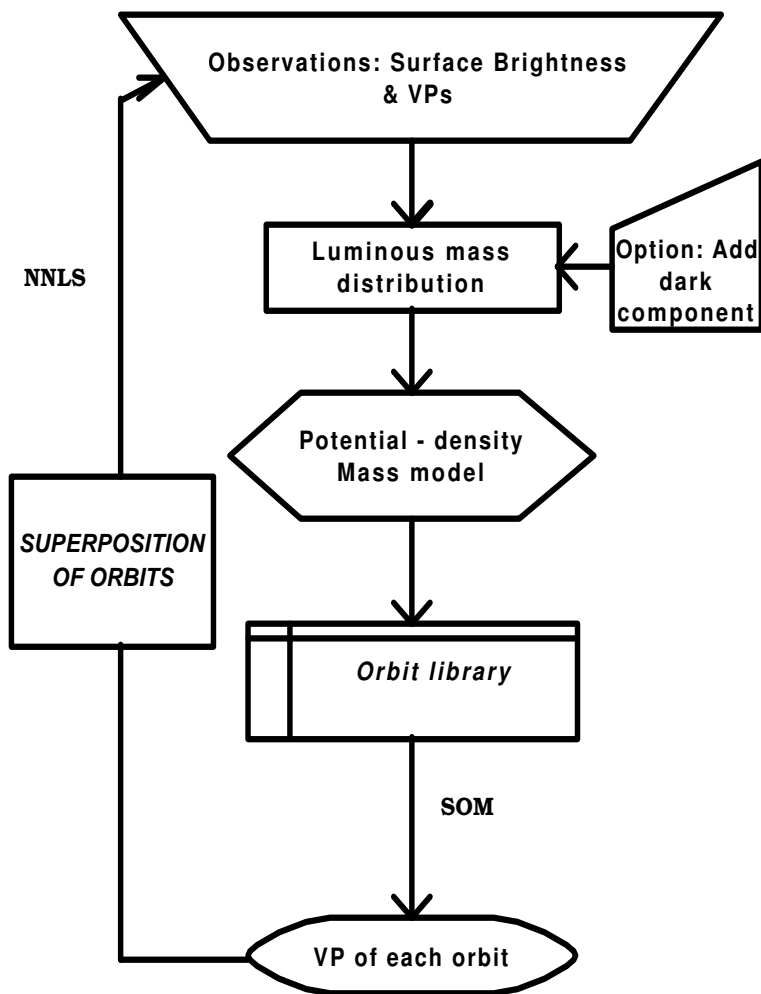 Observations: Surface Brightness
& VPs
Luminous mass
distribution
Option: Add
dark
component
NNLS
Potential - density
Mass model
SUPERPOSITION
OF ORBITS
Orbit library
SOM
VP of each orbit